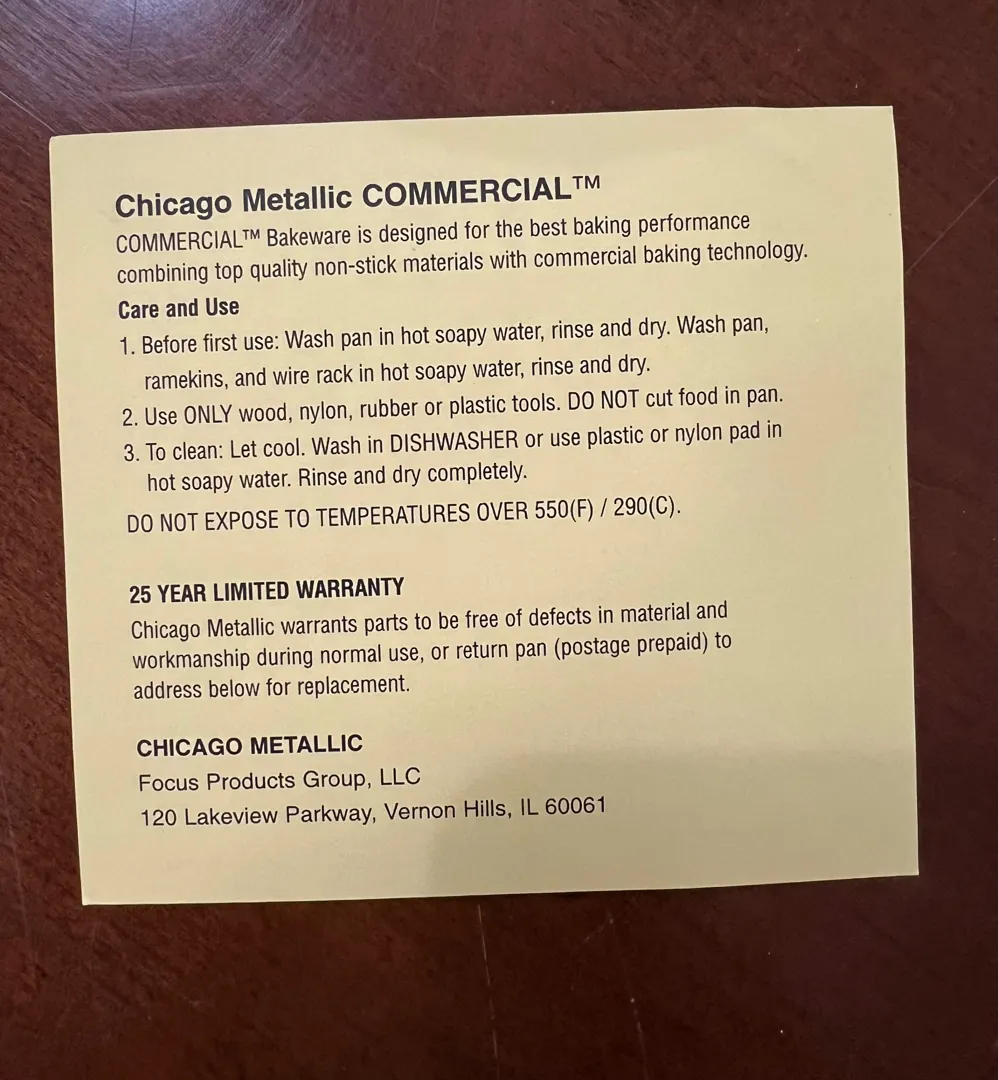 Chicago Metallic COMMERCIAL™
COMMERCIAL™ Bakeware is designed for the best baking performance
combining top quality non-stick materials with commercial baking technology.
Care and Use
1. Before first use: Wash pan in hot soapy water, rinse and dry. Wash pan,
ramekins, and wire rack in hot soapy water, rinse and dry.
2. Use ONLY wood, nylon, rubber or plastic tools. DO NOT cut food in pan.
3. To clean: Let cool. Wash in DISHWASHER or use plastic or nylon pad in
hot soapy water. Rinse and dry completely.
DO NOT EXPOSE TO TEMPERATURES OVER 550(F) / 290(C).
25 YEAR LIMITED WARRANTY
Chicago Metallic warrants parts to be free of defects in material and
workmanship during normal use, or return pan (postage prepaid) to
address below for replacement.
CHICAGO METALLIC
Focus Products Group, LLC
120 Lakeview Parkway, Vernon Hills, IL 60061